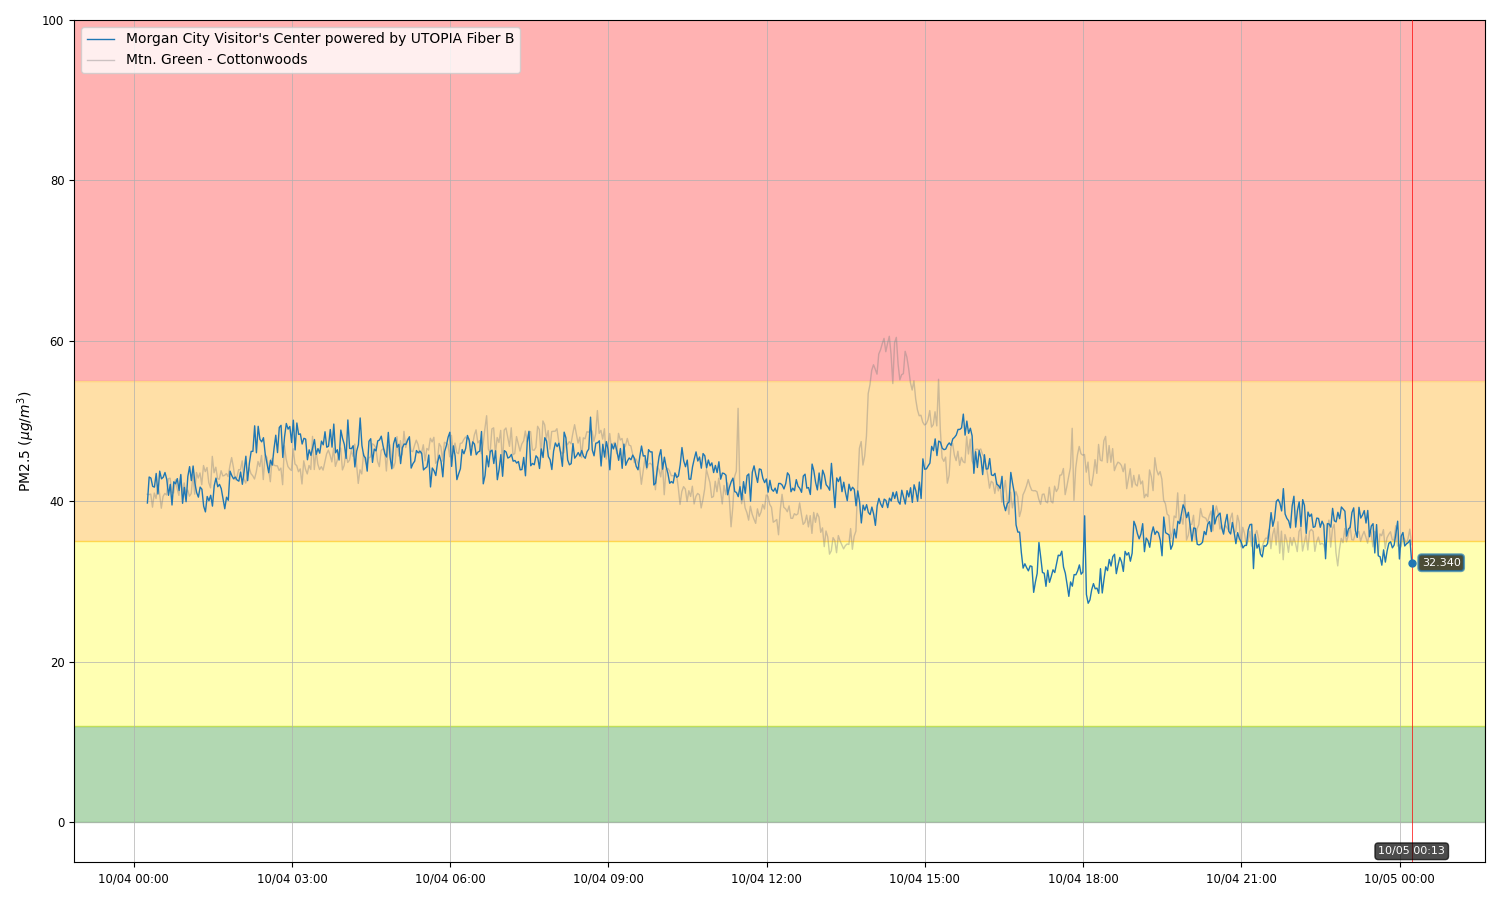 100
Morgan City Visitor's Center powered by UTOPIA Fiber B
Mtn. Green - Cottonwoods
80
60
PM2.5 (μg/m³)
40
32.340
20
0
10/05 00:13
10/04 00:00 10/04 03:00 10/04 06:00 10/04 09:00 10/04 12:00 10/04 15:00 10/04 18:00 10/04 21:00 10/05 00:00